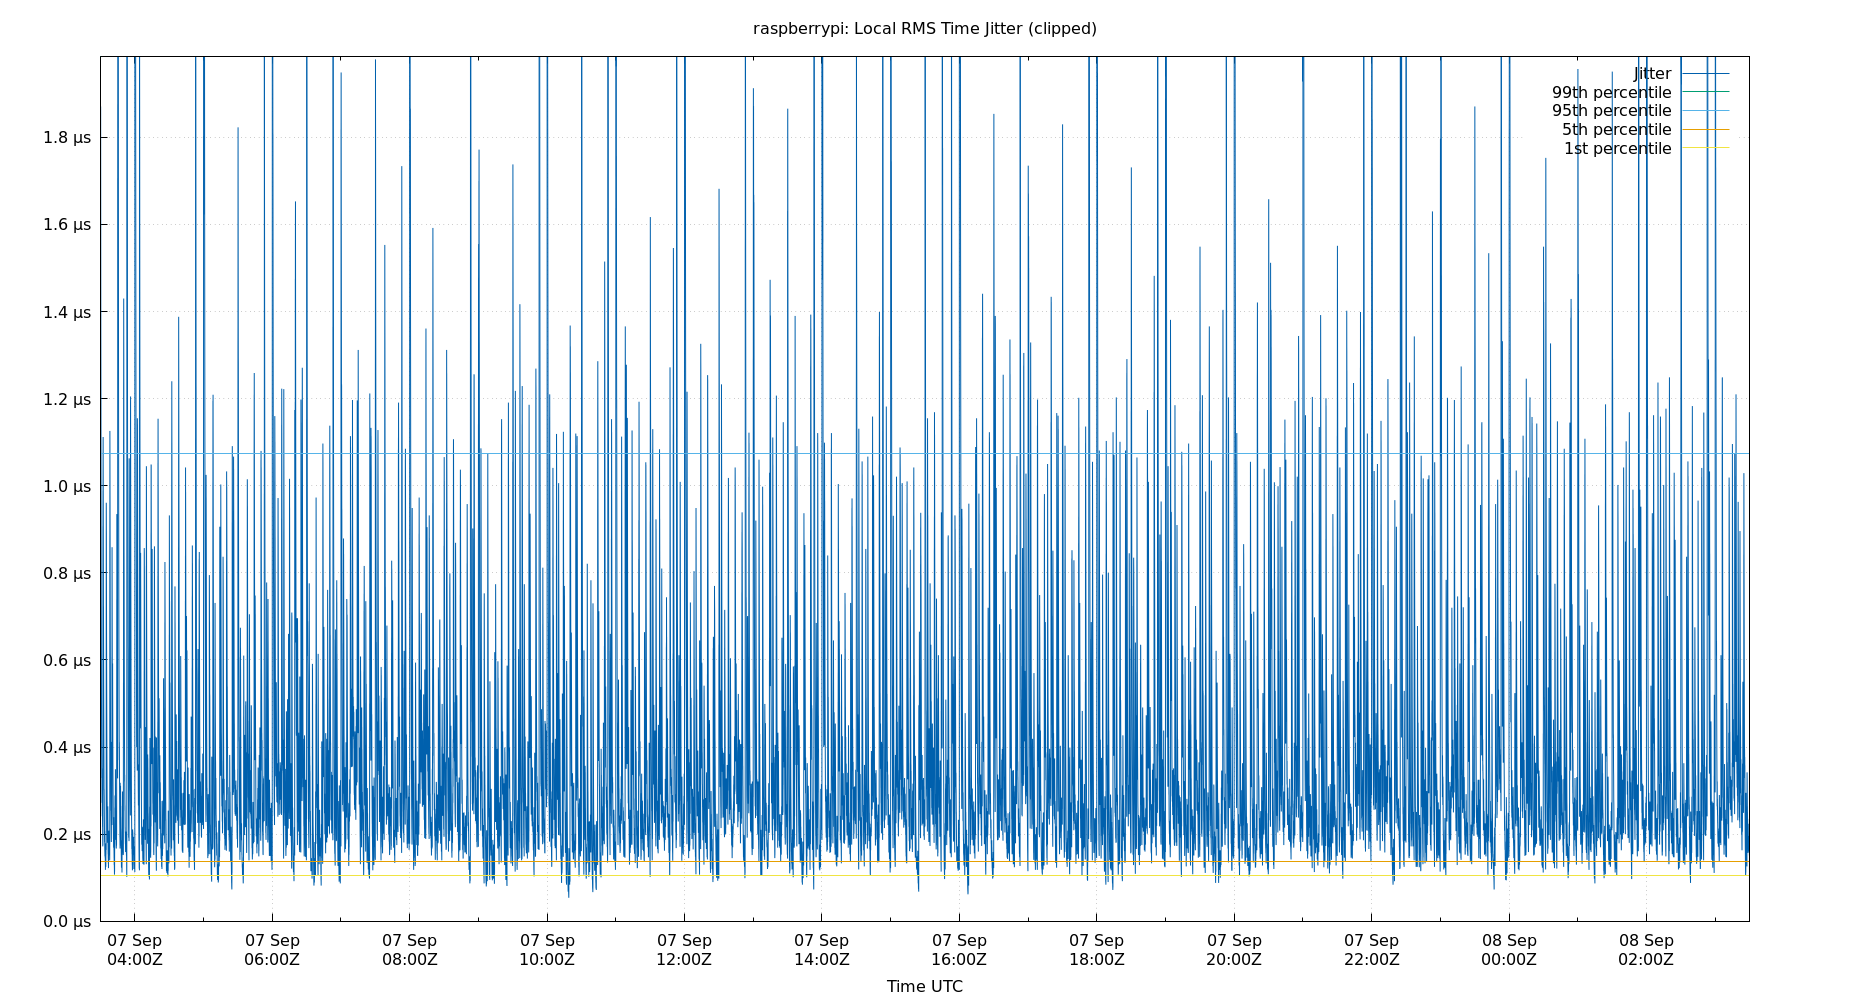 raspberrypi: Local RMS Time Jitter (clipped)
Jitter
99th percentile
95th percentile
5th percentile
1st percentile
1.8 µs
1.6 µs
1.4 µs
1.2 µs
1.0 µs
0.8 µs
0.6 µs
0.4 µs
0.2 µs
0.0 µs
07 Sep 07 Sep 07 Sep 07 Sep 07 Sep 07 Sep 07 Sep 07 Sep 07 Sep 07 Sep 08 Sep 08 Sep
04:00Z 06:00Z 08:00Z 10:00Z 12:00Z 14:00Z 16:00Z 18:00Z 20:00Z 22:00Z 00:00Z 02:00Z
Time UTC